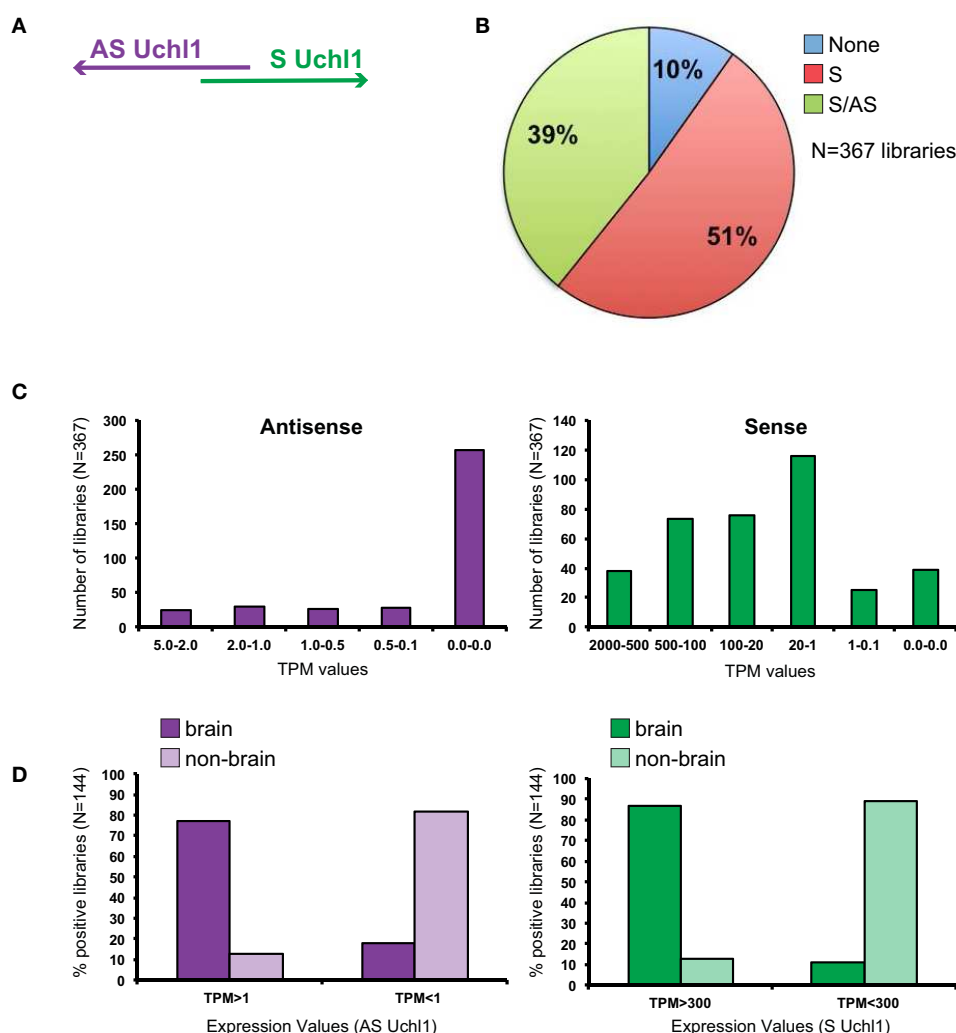 A
AS Uchl1
S Uchl1
B
10%
39%
51%
None
S
S/AS
N=367 libraries
C
Antisense
Number of libraries (N=367)
300
250
200
150
100
50
0
5.0-2.0 2.0-1.0 1.0-0.5 0.5-0.1 0.0-0.0
TPM values
Sense
Number of libraries (N=367)
140
120
100
80
60
40
20
0
2000-500 500-100 100-20 20-1 1-0.1 0.0-0.0
TPM values
D
brain
non-brain
% positive libraries (N=144)
100
90
80
70
60
50
40
30
20
10
0
TPM>1 TPM<1
Expression Values (AS Uchl1)
brain
non-brain
% positive libraries (N=144)
100
90
80
70
60
50
40
30
20
10
0
TPM>300 TPM<300
Expression Values (S Uchl1)